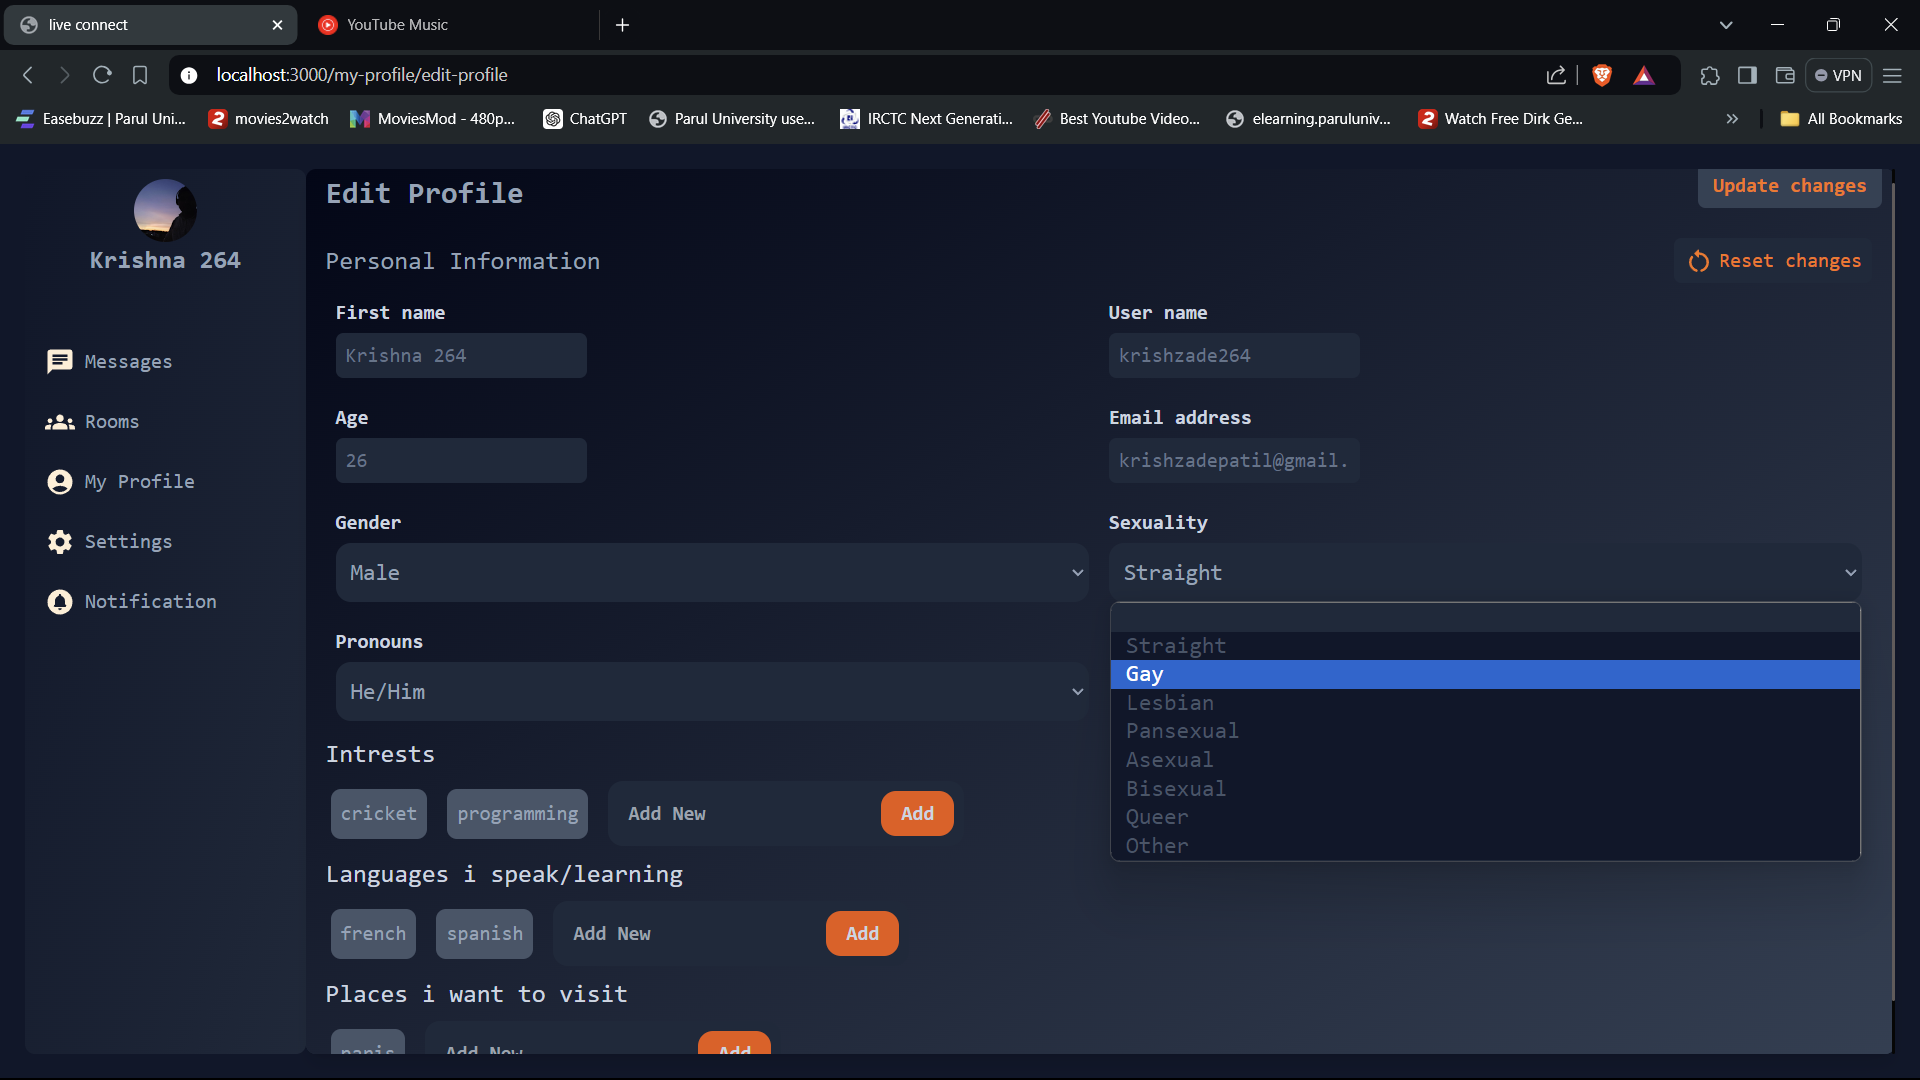 live connect
YouTube Music
localhost:3000/my-profile/edit-profile
VPN
Easebuzz | Parul Uni...
movies2watch
MoviesMod - 480p...
ChatGPT
Parul University use...
IRCTC Next Generati...
Best Youtube Video...
elearning.paruluniv...
Watch Free Dirk Ge...
All Bookmarks
Krishna 264
Messages
Rooms
My Profile
Settings
Notification
Edit Profile
Update changes
Personal Information
Reset changes
First name
User name
Krishna 264
krishzade264
Age
Email address
26
krishzadepatil@gmail.
Gender
Sexuality
Male
Straight
Straight
Gay
Lesbian
Pansexual
Asexual
Bisexual
Queer
Other
Pronouns
He/Him
Intrests
cricket
programming
Add New
Add
Languages i speak/learning
french
spanish
Add New
Add
Places i want to visit
paris
Add New
Add